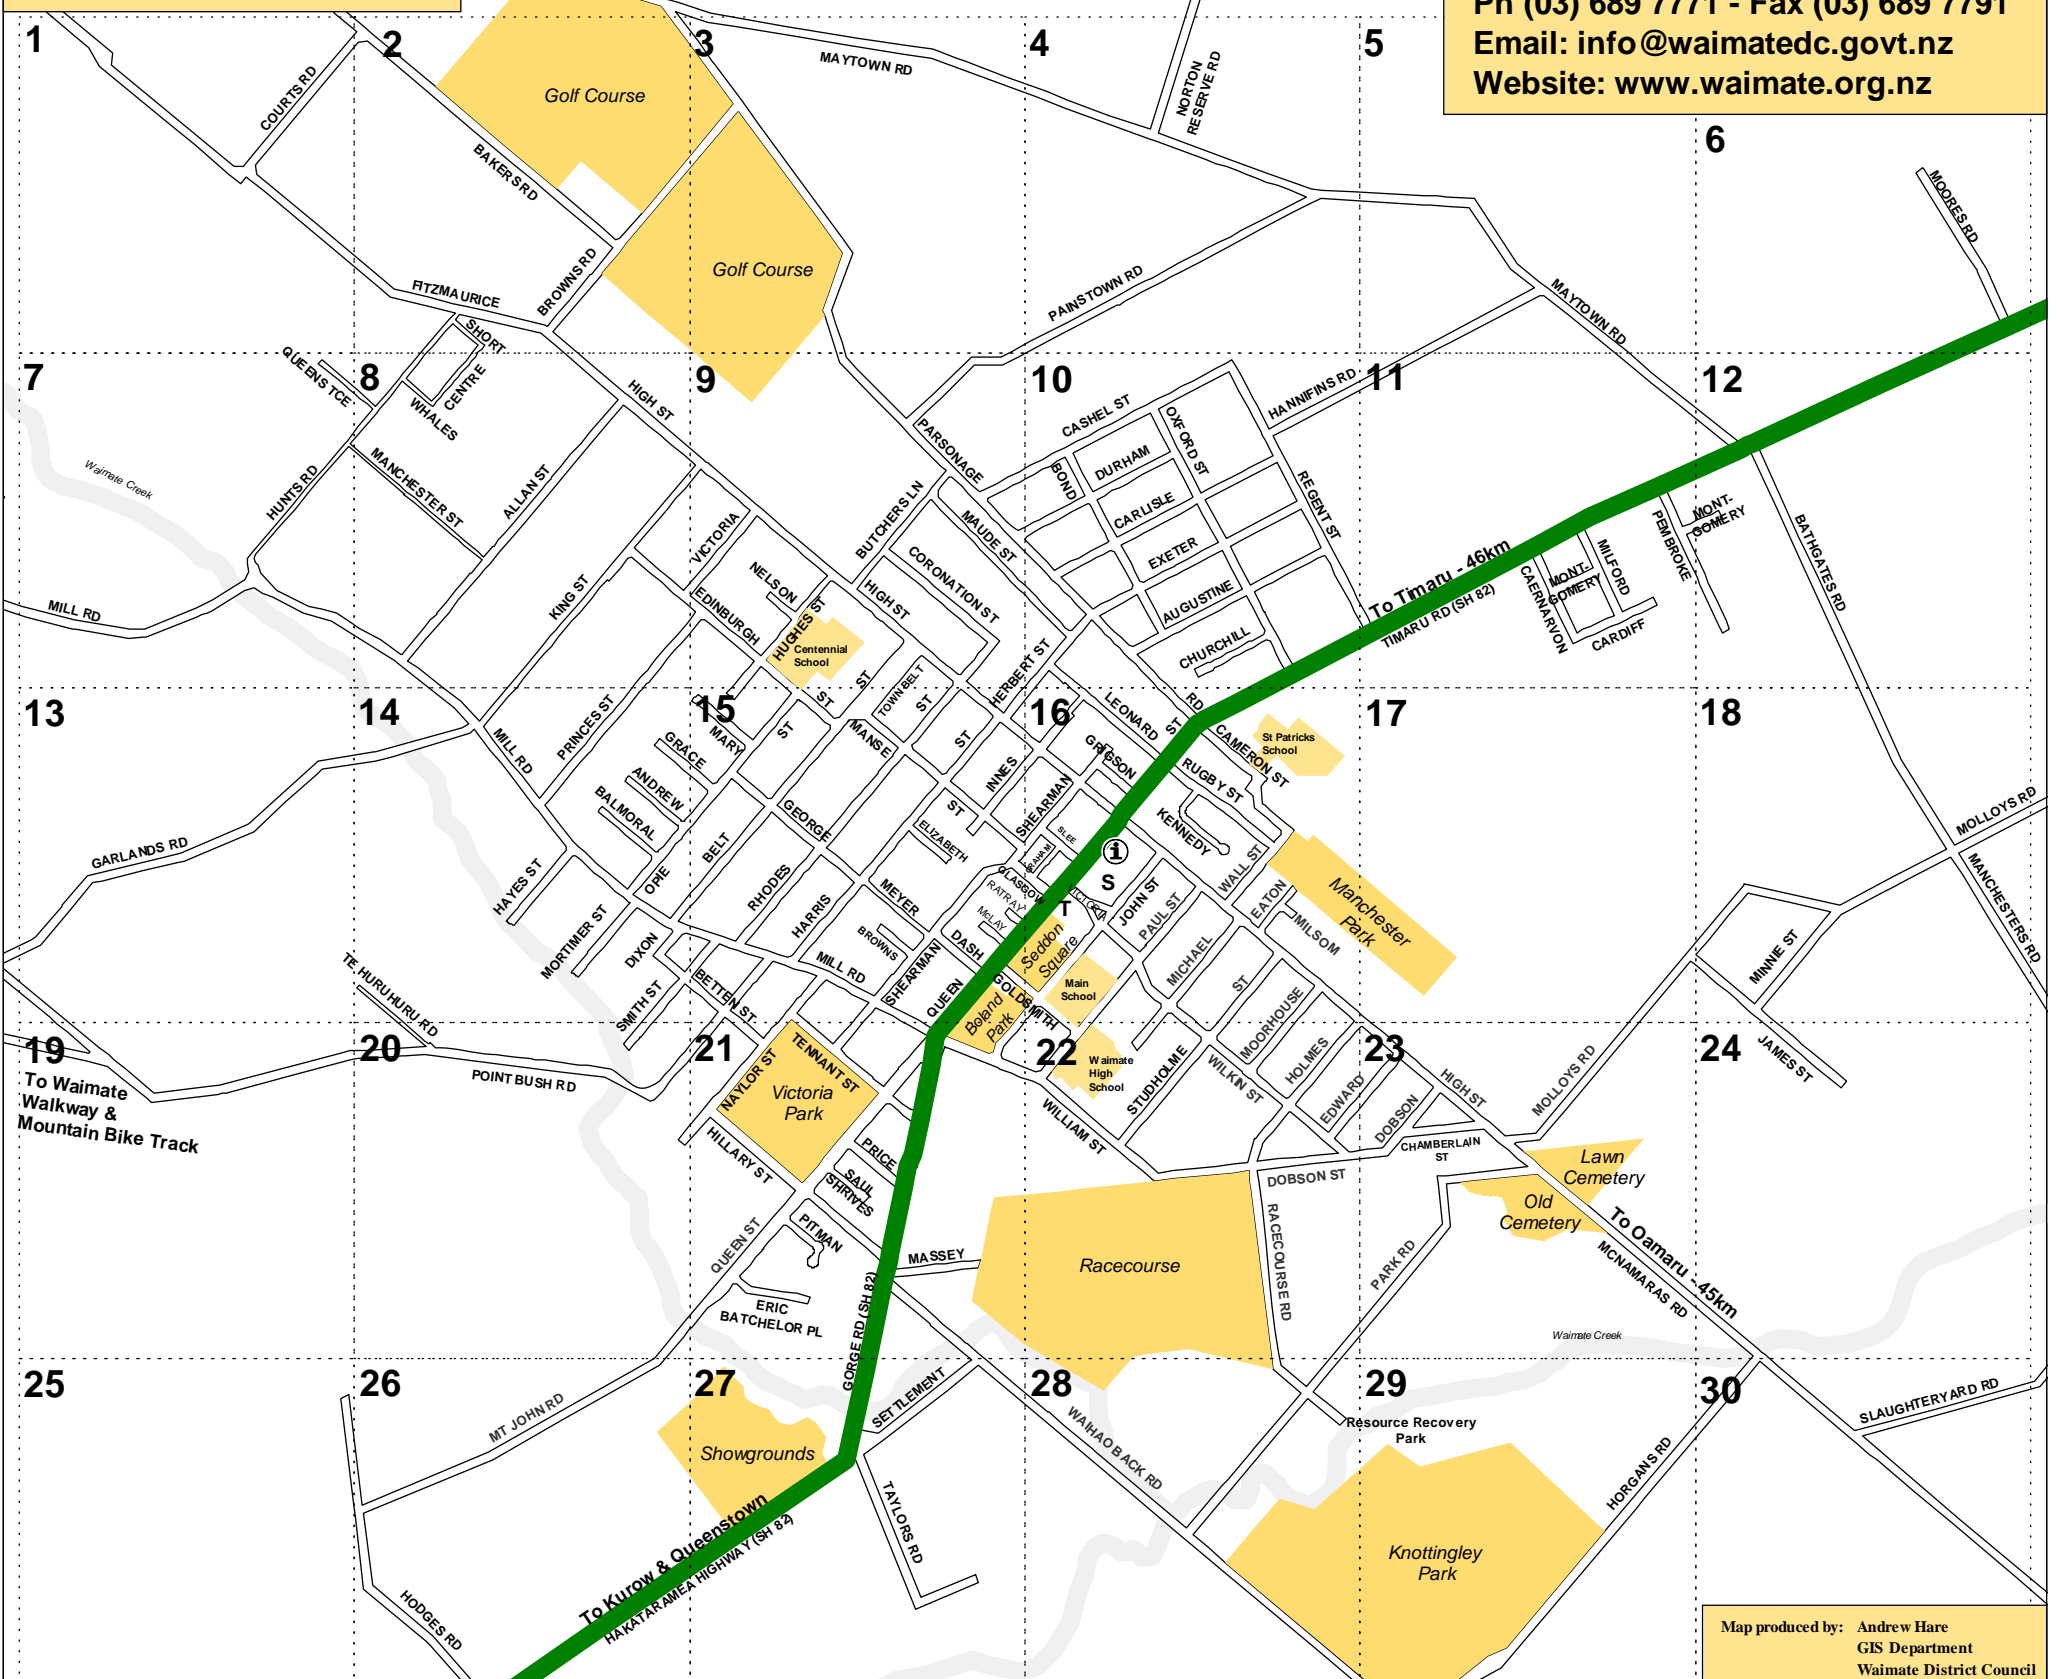 Ph (03) 689 7771 - Fax (03) 689 7791
Email: info@waimatedc.govt.nz
Website: www.waimate.org.nz
1
2
3
4
5
6
COURTS RD
BAKERS RD
Golf Course
MAYTOWN RD
NORTON
RESERVE RD
MOORES RD
Golf Course
FITZMAURICE
BROWNS RD
PAINSTOWN RD
MAYTOWN RD
SHORT
7
8
9
10
11
12
QUEENS TCE
CENTRE
WHALES
HIGH ST
PARSONAGE
CASHEL ST
HANNIFINS RD
OXFORD ST
DURHAM
BOND
CARLISLE
REGENT ST
EXETER
AUGUSTINE
CHURCHILL
Waimate Creek
HUNTS RD
MANCHESTER ST
ALLAN ST
BUTCHERS LN
MAUDE ST
VICTORIA
NELSON
CORONATION ST
HIGH ST
KING ST
EDINBURGH
HUGHES ST
Centennial
School
MILL RD
HERBERT ST
TOWN BELT
To Timaru - 46km
TIMARU RD (SH 82)
PEMBROKE
MONT-
GOMERY
MILFORD
MONT-
GOMERY
CAERNARVON
CARDIFF
BATHGATES RD
13
14
15
16
17
18
ST
ST
ST
ST
ST
MILL RD
PRINCES ST
MARY
GRACE
ANDREW
BALMORAL
MANSE
LEONARD
ST
RD
CAMERON ST
St Patricks
School
GRIGSON
RUGBY ST
INNES
ST
SHEARMAN
KENNEDY
GEORGE
ELIZABETH
SLEE
GRAHAM
GLASGOW
RATRAY
McLAY
VICTORIA
i
S
T
JOHN ST
PAUL ST
WALL ST
EATON
MILSOM
Manchester
Park
GARLANDS RD
HAYES ST
OPIE
BELT
RHODES
HARRIS
MEYER
BROWNS
MORTIMER ST
DIXON
SMITH ST
BETTEN ST
MILL RD
SHEARMAN
DASH
QUEEN
Seddon
Square
Main
School
GOLDSMITH
Boland
Park
MICHAEL
ST
MOORHOUSE
MOLLOYS RD
MANCHESTERS RD
MINNIE ST
TE HURUHURU RD
19
20
21
22
23
24
To Waimate
Walkway &
Mountain Bike Track
POINT BUSH RD
NAYLOR ST
TENNANT ST
Victoria
Park
HILLARY ST
Waimate
High
School
STUDHOLME
WILKIN ST
HOLMES
EDWARD
DOBSON
HIGH ST
MOLLOYS RD
JAMES ST
WILLIAM ST
PRICE
SAUL
SHRIVES
PITMAN
CHAMBERLAIN
ST
DOBSON ST
Lawn
Cemetery
Old
Cemetery
QUEEN ST
MASSEY
Racecourse
RACECOURSE RD
PARK RD
To Oamaru - 45km
MCNAMARAS RD
Waimate Creek
ERIC
BATCHELOR PL
GORGE RD (SH 82)
25
26
27
28
29
30
MT JOHN RD
Showgrounds
SETTLEMENT
WAIHAO BACK RD
Resource Recovery
Park
SLAUGHTERYARD RD
HORGANS RD
TAYLORS RD
Knottingley
Park
To Kurow & Queenstown
HAKATARAMEA HIGHWAY (SH 82)
HODGES RD
Map produced by: Andrew Hare
GIS Department
Waimate District Council